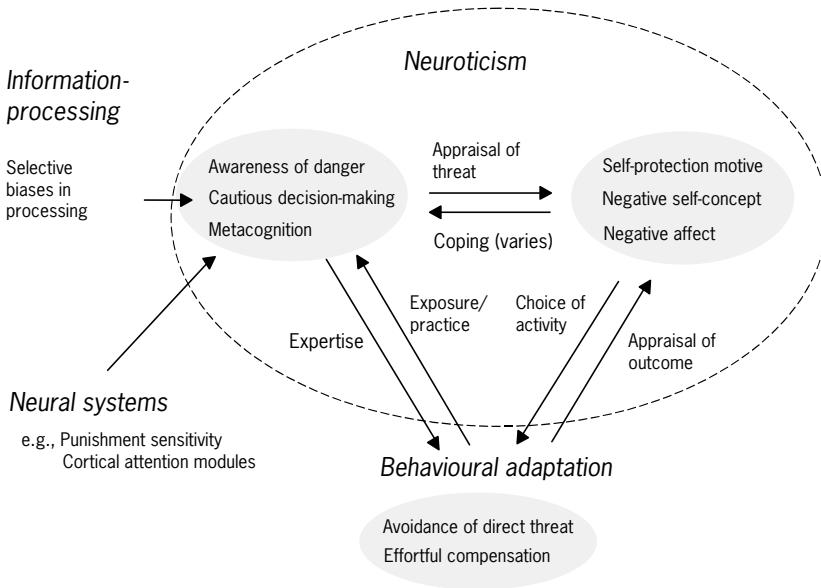 Neuroticism
Information-
processing
Selective
biases in
processing
Awareness of danger
Cautious decision-making
Metacognition
Appraisal of
threat
Coping (varies)
Self-protection motive
Negative self-concept
Negative affect
Expertise
Exposure/
practice
Choice of
activity
Appraisal of
outcome
Neural systems
e.g., Punishment sensitivity
Cortical attention modules
Behavioural adaptation
Avoidance of direct threat
Effortful compensation